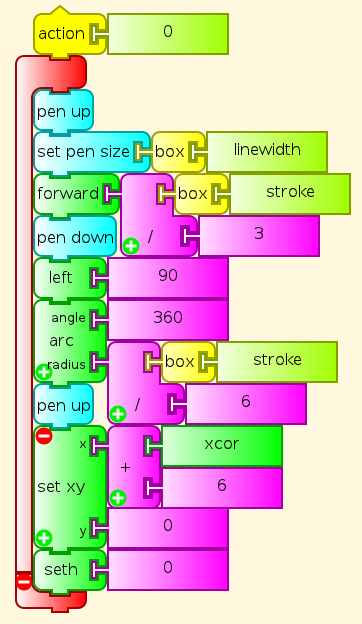 action 0
pen up
set pen size box linewidth
forward box stroke
pen down / 3
left 90
angle 360
arc
radius box stroke
pen up / 6
x xcor
set xy +
6
y 0
seth 0